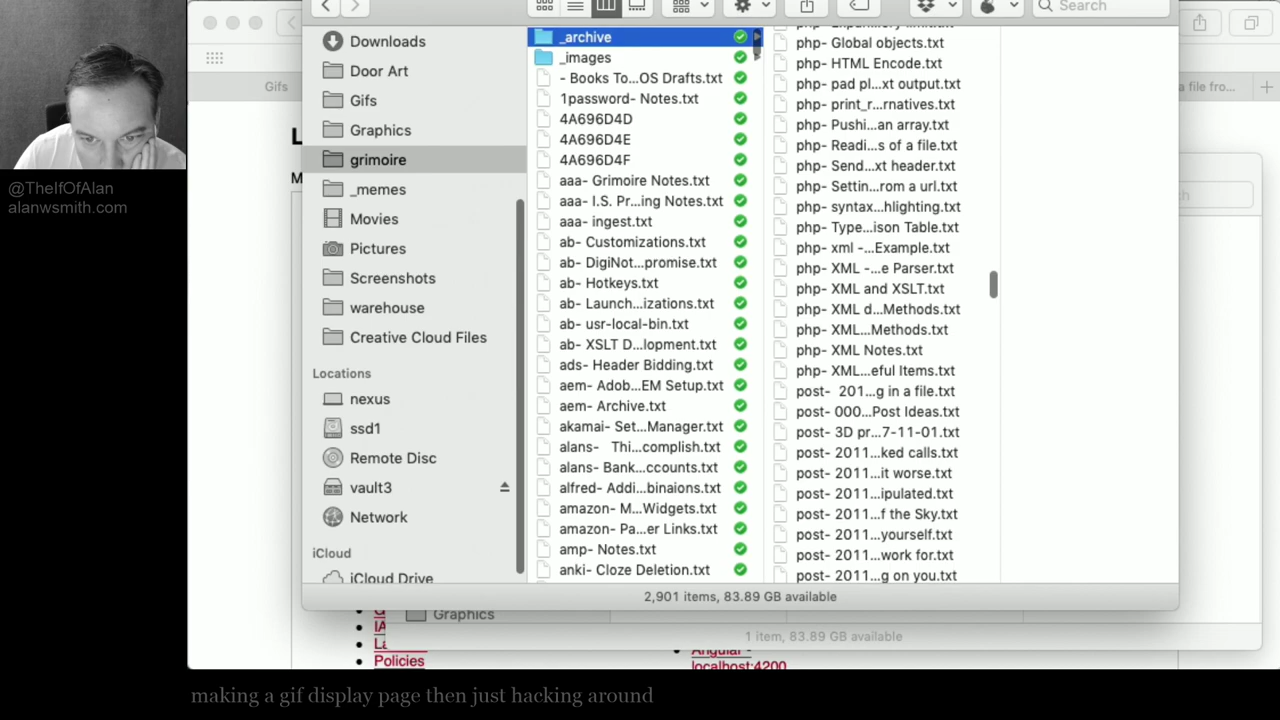 Search
Gifs
a file fro...
L
M
@TheIfOfAlan
alanwsmith.com
Downloads
Door Art
Gifs
Graphics
grimoire
_memes
Movies
Pictures
Screenshots
warehouse
Creative Cloud Files
Locations
nexus
ssd1
Remote Disc
vault3
Network
iCloud
iCloud Drive
_archive
_images
- Books To...OS Drafts.txt
1password- Notes.txt
4A696D4D
4A696D4E
4A696D4F
aaa- Grimoire Notes.txt
aaa- I.S. Pr...ing Notes.txt
aaa- ingest.txt
ab- Customizations.txt
ab- DigiNot...promise.txt
ab- Hotkeys.txt
ab- Launch...izations.txt
ab- usr-local-bin.txt
ab- XSLT D...lopment.txt
ads- Header Bidding.txt
aem- Adob...EM Setup.txt
aem- Archive.txt
akamai- Set...Manager.txt
alans- Thi...complish.txt
alans- Bank...ccounts.txt
alfred- Addi...binaions.txt
amazon- M...Widgets.txt
amazon- Pa...er Links.txt
amp- Notes.txt
anki- Cloze Deletion.txt
php- Global objects.txt
php- HTML Encode.txt
php- pad pl...xt output.txt
php- print_r...rnatives.txt
php- Pushi...an array.txt
php- Readi...s of a file.txt
php- Send...xt header.txt
php- Settin...rom a url.txt
php- syntax...hlighting.txt
php- Type...ison Table.txt
php- xml -...Example.txt
php- XML -...e Parser.txt
php- XML and XSLT.txt
php- XML d...Methods.txt
php- XML...Methods.txt
php- XML Notes.txt
php- XML...eful Items.txt
post- 201...g in a file.txt
post- 000...Post Ideas.txt
post- 3D pr...7-11-01.txt
post- 2011...ked calls.txt
post- 2011...it worse.txt
post- 2011...ipulated.txt
post- 2011...f the Sky.txt
post- 2011...yourself.txt
post- 2011...work for.txt
post- 2011...g on you.txt
2,901 items, 83.89 GB available
Graphics
1 item, 83.89 GB available
IA
Policies
Angular -
localhost:4200
making a gif display page then just hacking around